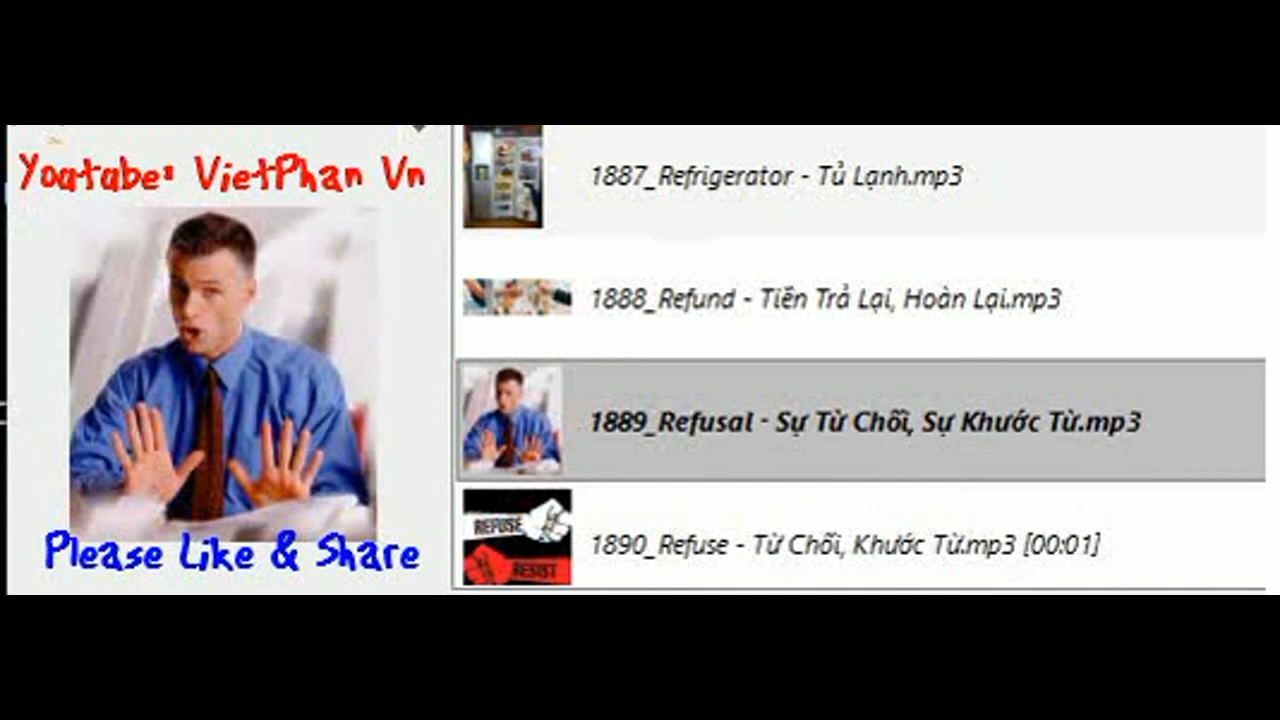 Youtube: VietPhan Vn
Please Like & Share
1887_Refrigerator - Tủ Lạnh.mp3
1888_Refund - Tiền Trả Lại, Hoàn Lại.mp3
1889_Refusal - Sự Từ Chối, Sự Khước Từ.mp3
REFUSE
RESIST
1890_Refuse - Từ Chối, Khước Từ.mp3 [00:01]